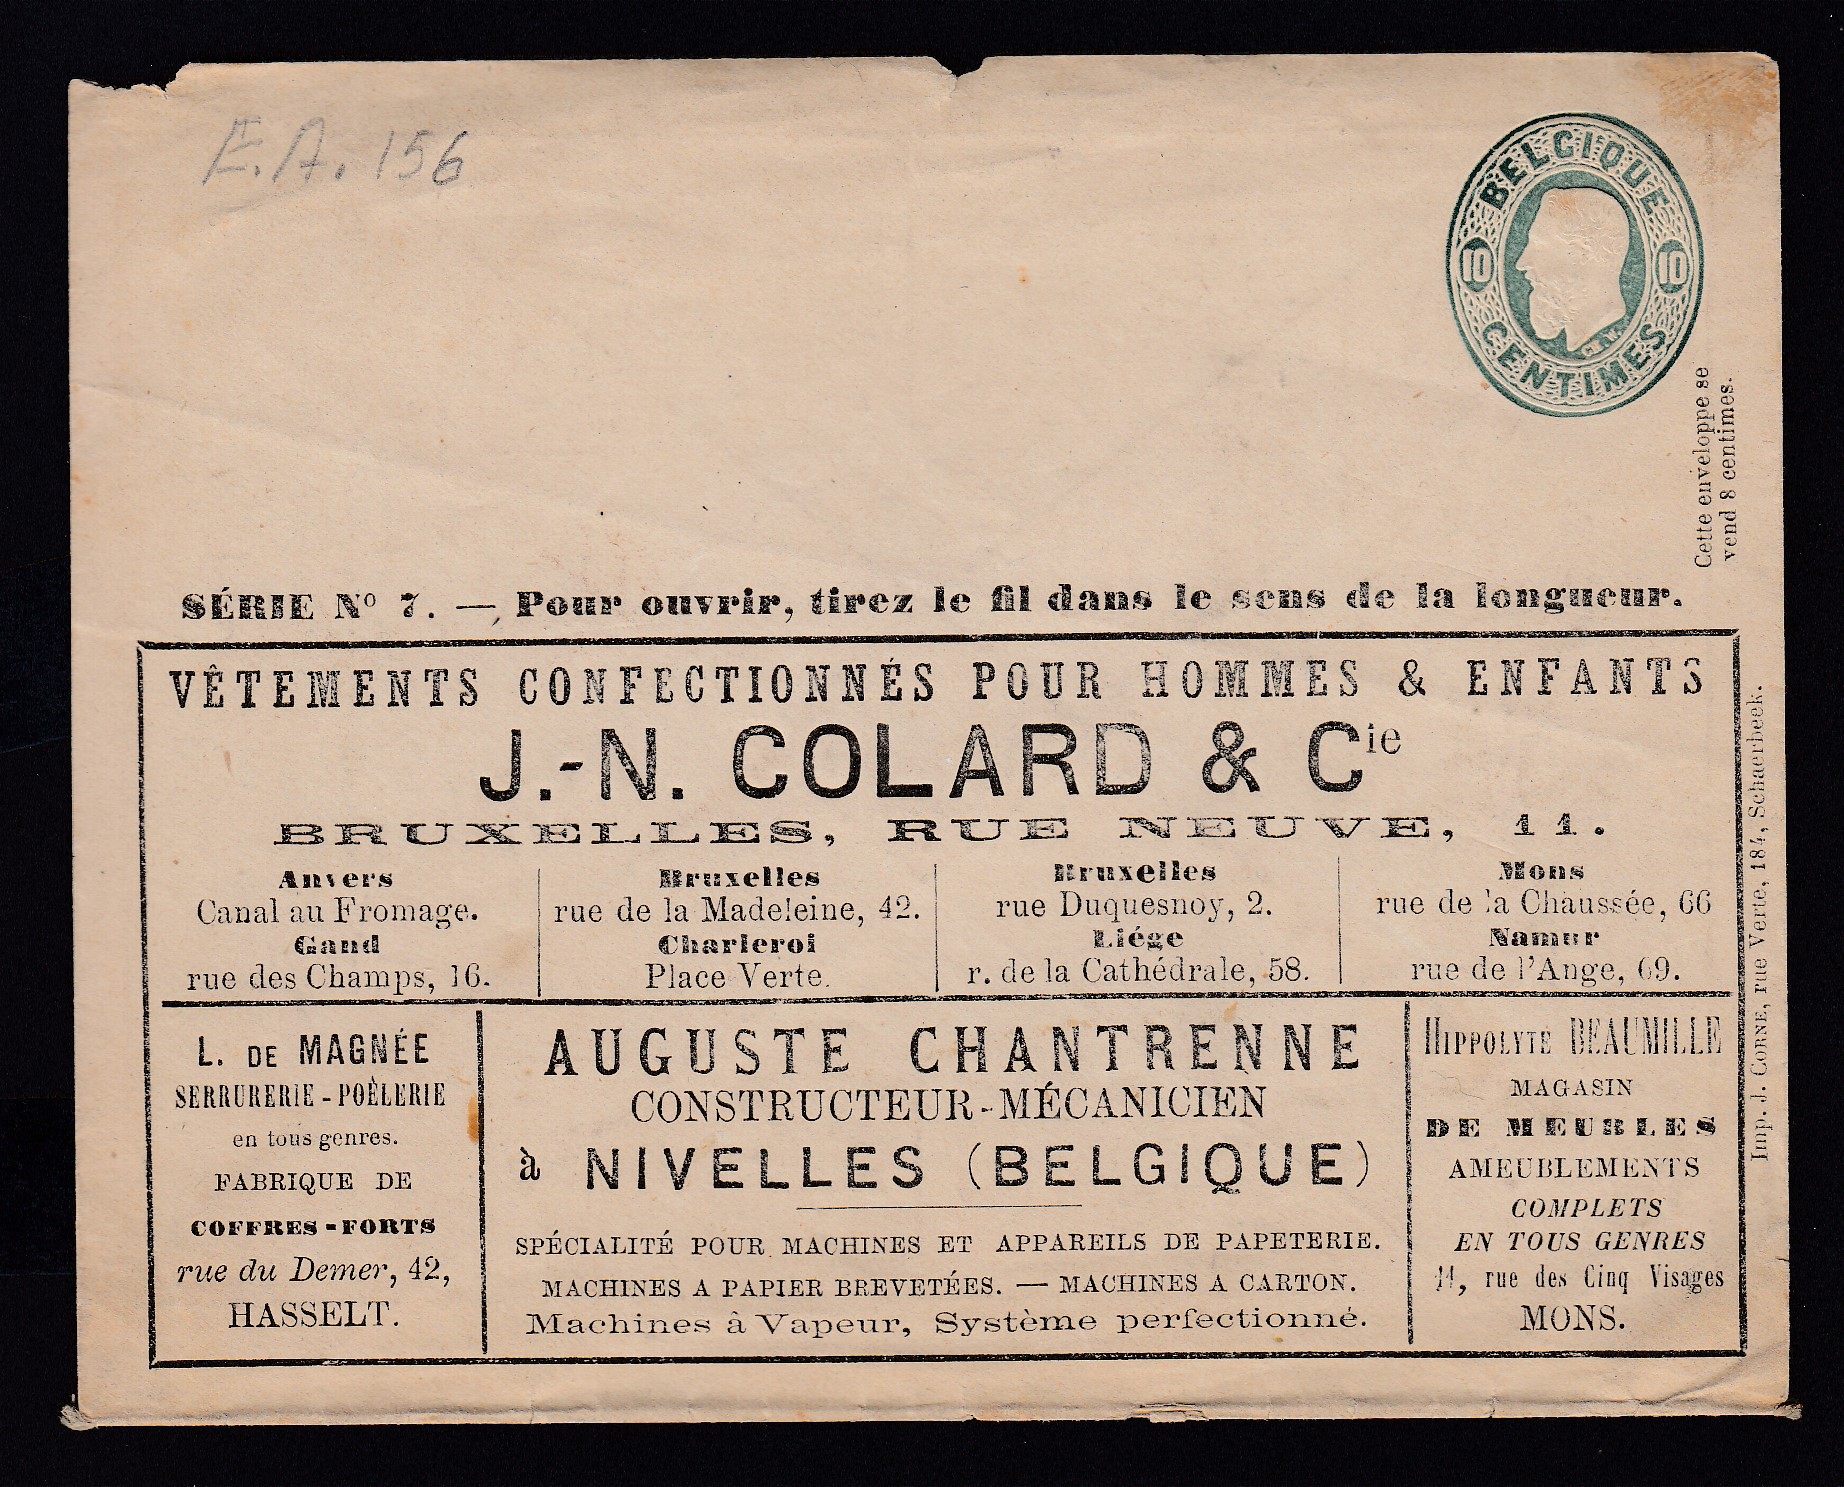 E.A. 156
BELGIQUE
10 10
CENTIMES
Cette enveloppe se
vend 8 centimes.
SÉRIE No 7. — Pour ouvrir, tirez le fil dans le sens de la longueur.
VÊTEMENTS CONFECTIONNÉS POUR HOMMES & ENFANTS
J.-N. COLARD & Cie
BRUXELLES, RUE NEUVE, 11.
Anvers
Canal au Fromage.
Gand
rue des Champs, 16.
Bruxelles
rue de la Madeleine, 42.
Charleroi
Place Verte.
Bruxelles
rue Duquesnoy, 2.
Liége
r. de la Cathédrale, 58.
Mons
rue de la Chaussée, 66
Namur
rue de l'Ange, 69.
L. DE MAGNÉE
SERRURERIE-POÈLERIE
en tous genres.
FABRIQUE DE
COFFRES-FORTS
rue du Demer, 42,
HASSELT.
AUGUSTE CHANTRENNE
CONSTRUCTEUR-MÉCANICIEN
à NIVELLES (BELGIQUE)
SPÉCIALITÉ POUR MACHINES ET APPAREILS DE PAPETERIE.
MACHINES A PAPIER BREVETÉES. — MACHINES A CARTON.
Machines à Vapeur, Système perfectionné.
HIPPOLYTE BEAUMILLE
MAGASIN
DE MEUBLES
AMEUBLEMENTS
COMPLETS
EN TOUS GENRES
rue des Cinq Visages
MONS.
Imp. J. CORNE, rue Verte, 184, Schaerbeek.